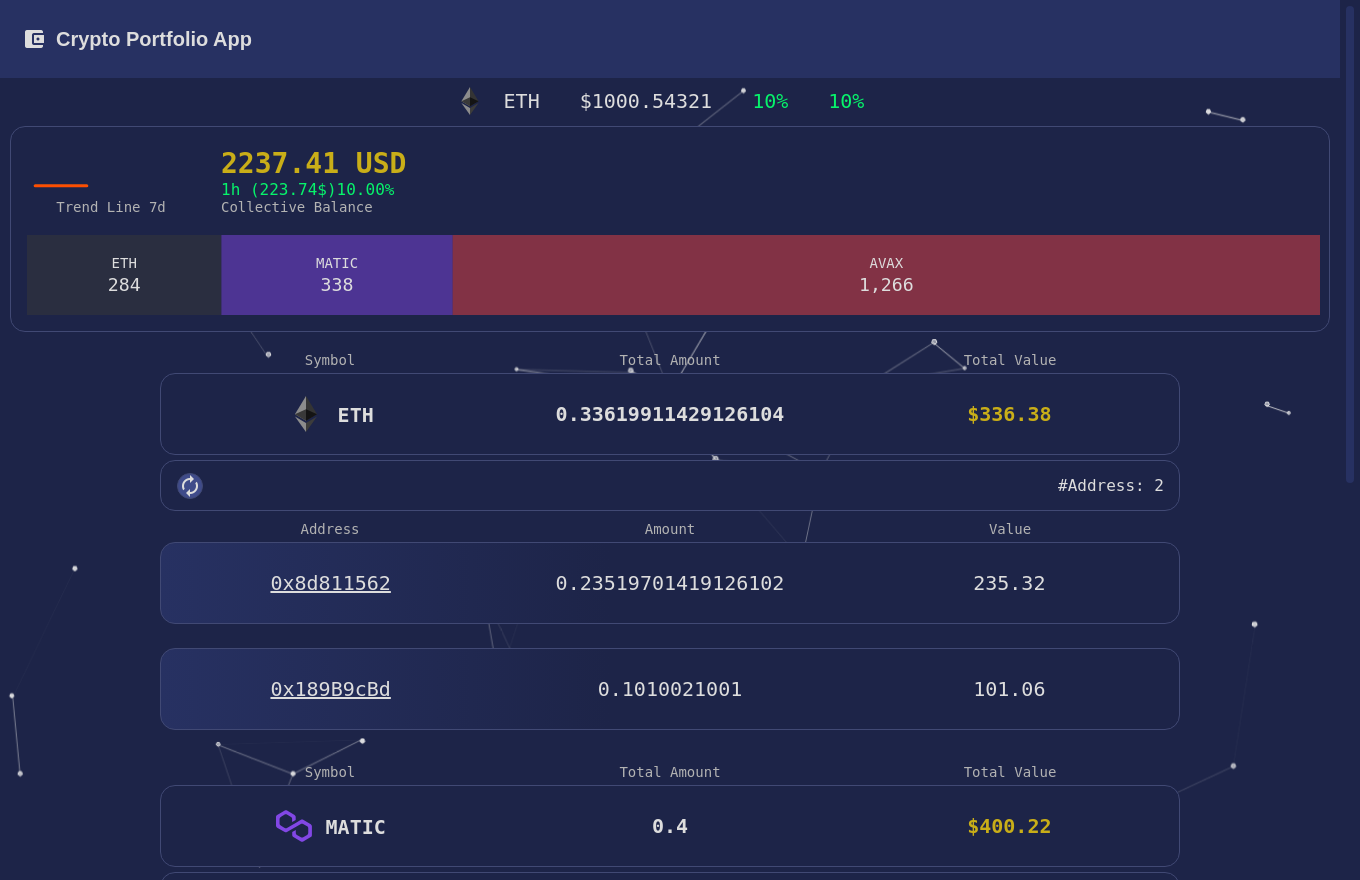 Crypto Portfolio App
ETH $1000.54321 10% 10%
2237.41 USD
1h (223.74$)10.00%
Trend Line 7d Collective Balance
ETH MATIC AVAX
284 338 1,266
Symbol Total Amount Total Value
ETH 0.33619911429126104 $336.38
#Address: 2
Address Amount Value
0x8d811562 0.23519701419126102 235.32
0x189B9cBd 0.1010021001 101.06
Symbol Total Amount Total Value
MATIC 0.4 $400.22